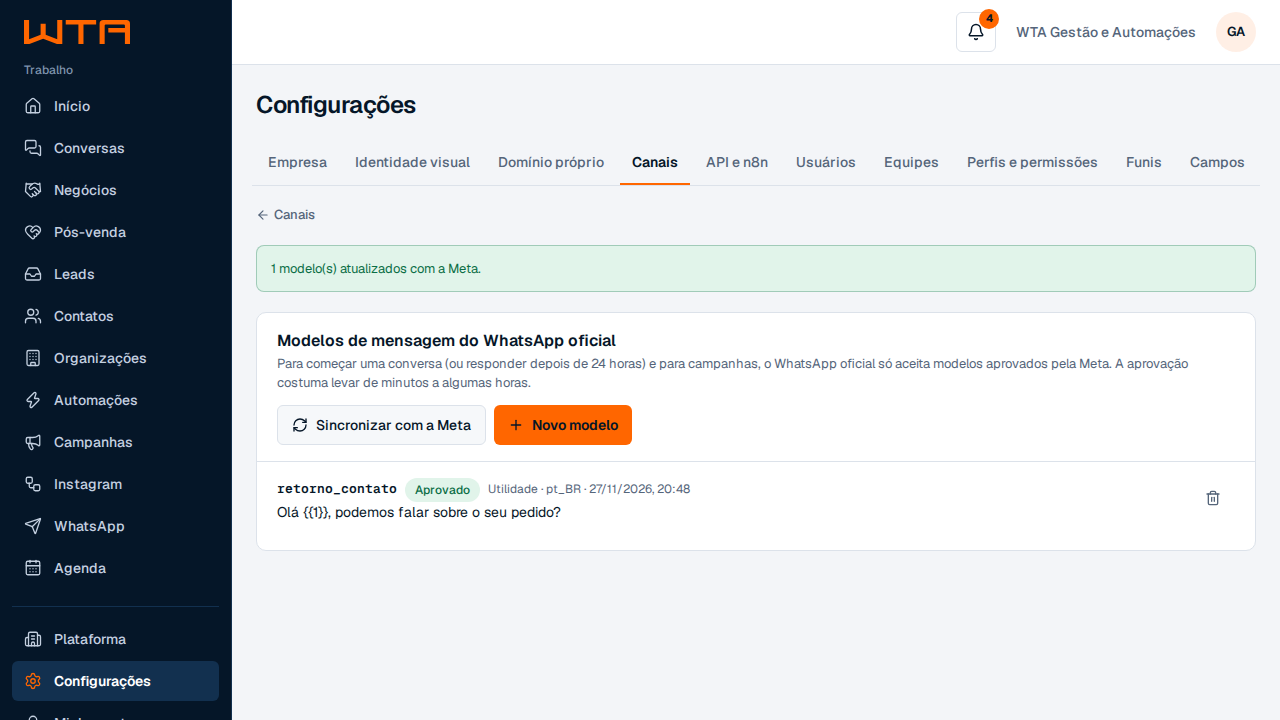 WTA
Trabalho
Início
Conversas
Negócios
Pós-venda
Leads
Contatos
Organizações
Automações
Campanhas
Instagram
WhatsApp
Agenda
Plataforma
Configurações
4
WTA Gestão e Automações
GA
Configurações
Empresa
Identidade visual
Domínio próprio
Canais
API e n8n
Usuários
Equipes
Perfis e permissões
Funis
Campos
← Canais
1 modelo(s) atualizados com a Meta.
Modelos de mensagem do WhatsApp oficial
Para começar uma conversa (ou responder depois de 24 horas) e para campanhas, o WhatsApp oficial só aceita modelos aprovados pela Meta. A aprovação
costuma levar de minutos a algumas horas.
Sincronizar com a Meta
+ Novo modelo
retorno_contato Aprovado Utilidade · pt_BR · 27/11/2026, 20:48
Olá {{1}}, podemos falar sobre o seu pedido?